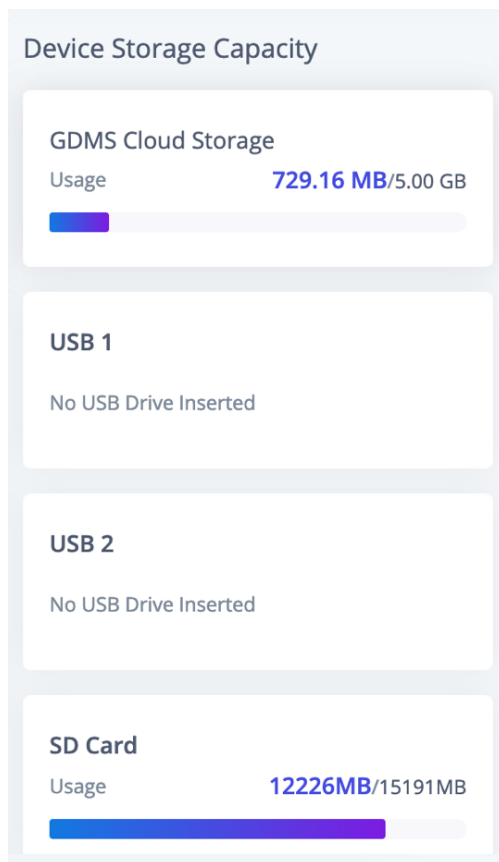 Device Storage Capacity
GDMS Cloud Storage
Usage 729.16 MB/5.00 GB
USB 1
No USB Drive Inserted
USB 2
No USB Drive Inserted
SD Card
Usage 12226MB/15191MB